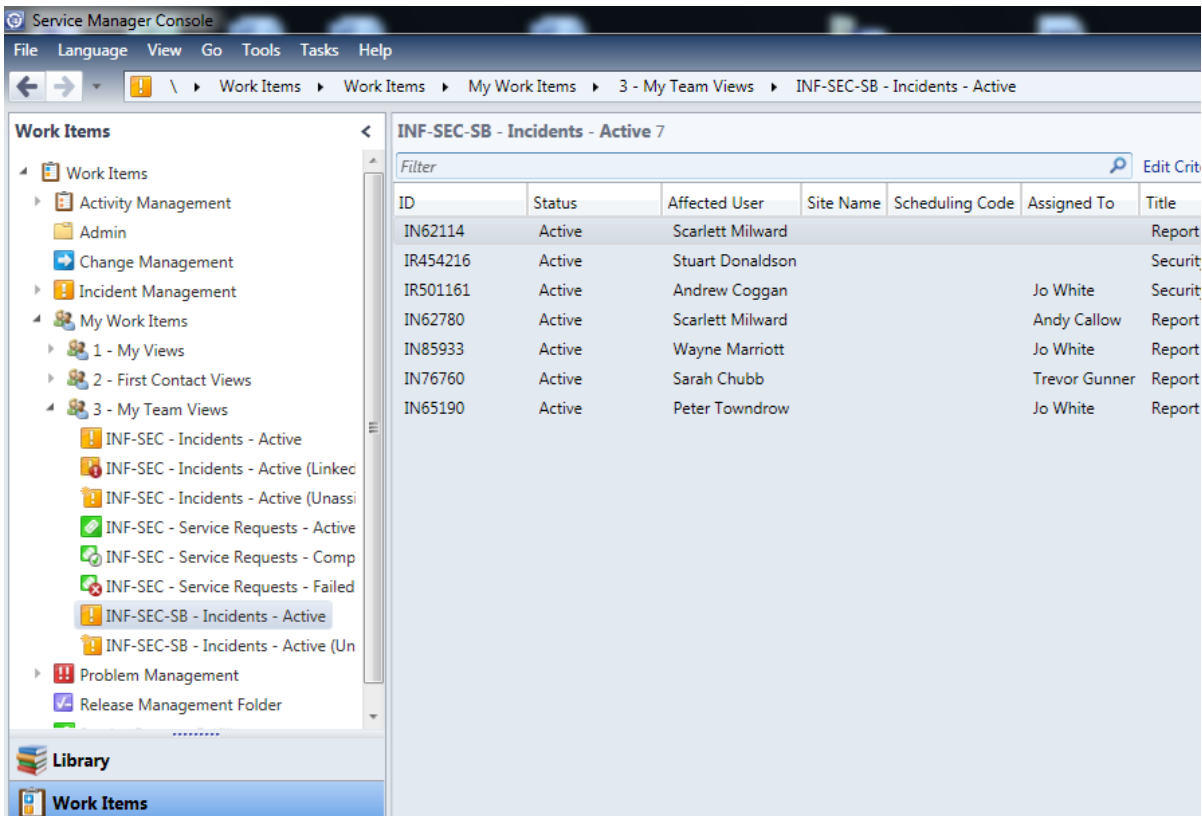 Service Manager Console
File Language View Go Tools Tasks Help
\ Work Items Work Items My Work Items 3 - My Team Views INF-SEC-SB - Incidents - Active
Work Items
Work Items
Activity Management
Admin
Change Management
Incident Management
My Work Items
1 - My Views
2 - First Contact Views
3 - My Team Views
INF-SEC - Incidents - Active
INF-SEC - Incidents - Active (Linked
INF-SEC - Incidents - Active (Unassi
INF-SEC - Service Requests - Active
INF-SEC - Service Requests - Comp
INF-SEC - Service Requests - Failed
INF-SEC-SB - Incidents - Active
INF-SEC-SB - Incidents - Active (Un
Problem Management
Release Management Folder
Library
Work Items
INF-SEC-SB - Incidents - Active 7
Filter Edit Crit
ID Status Affected User Site Name Scheduling Code Assigned To Title
IN62114 Active Scarlett Milward Report
IR454216 Active Stuart Donaldson Securit
IR501161 Active Andrew Coggan Jo White Securit
IN62780 Active Scarlett Milward Andy Callow Report
IN85933 Active Wayne Marriott Jo White Report
IN76760 Active Sarah Chubb Trevor Gunner Report
IN65190 Active Peter Towndrow Jo White Report